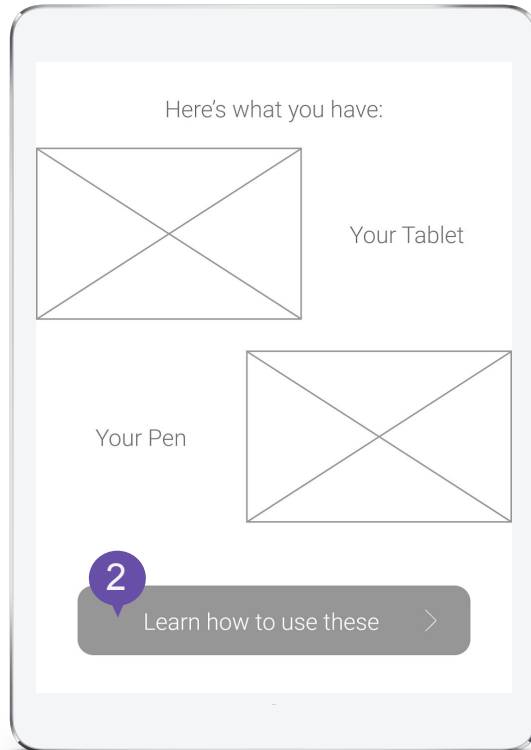 Here’s what you have:
Your Tablet
Your Pen
2
Learn how to use these